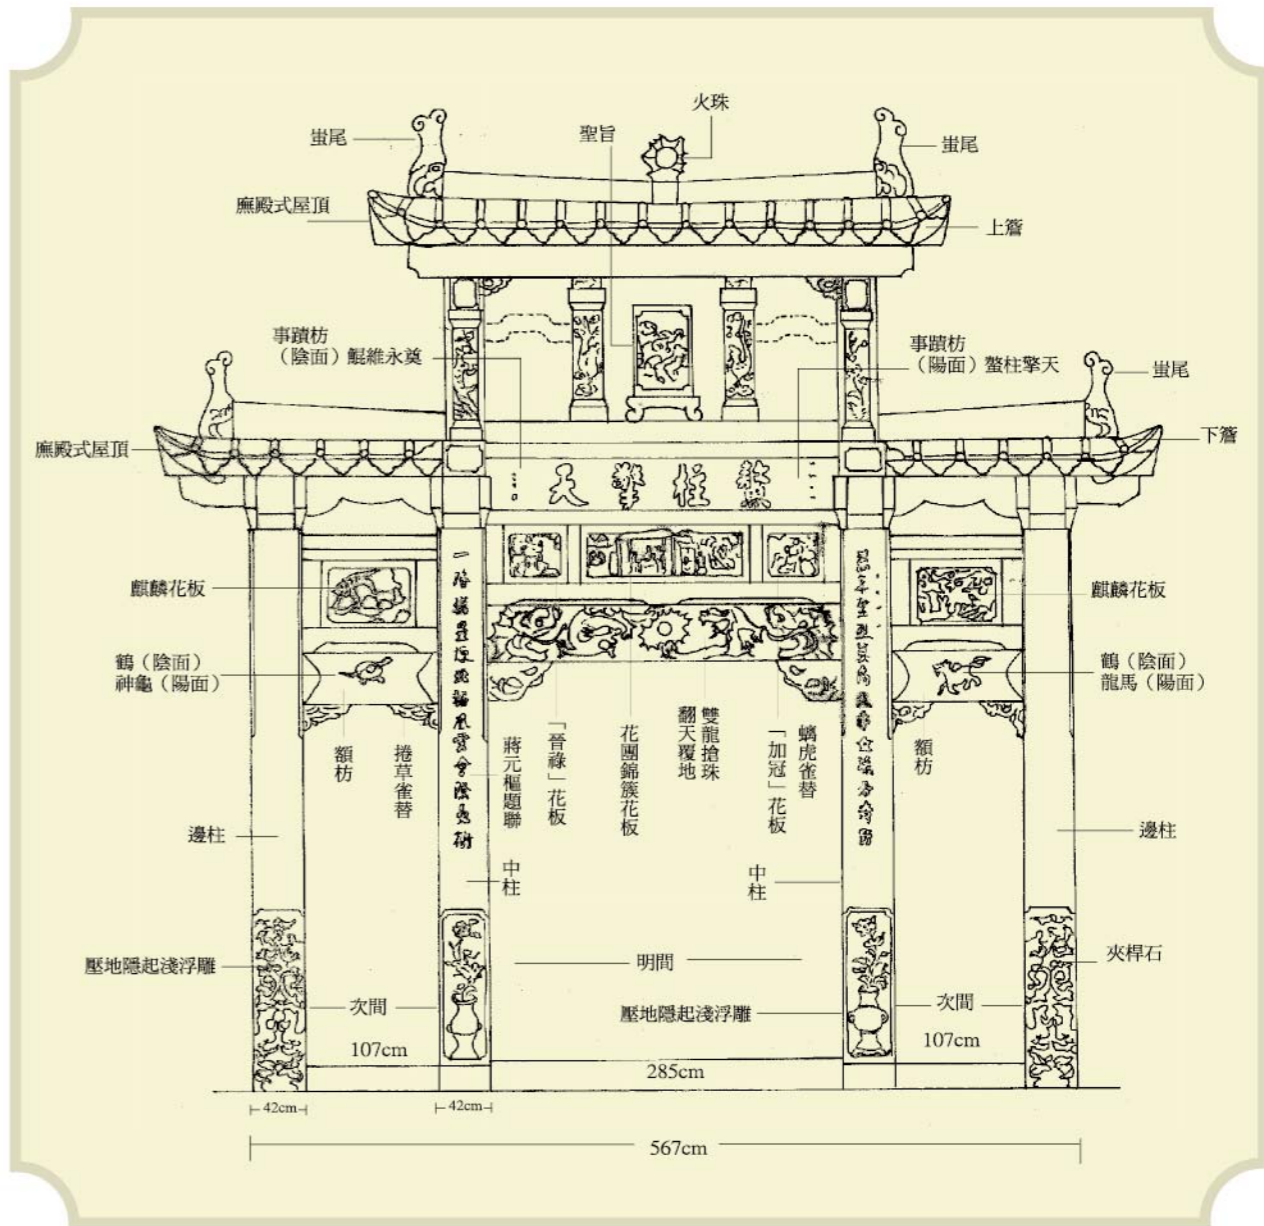 火珠
聖旨
蚩尾
蚩尾
廡殿式屋頂
上簷
事蹟枋
(陰面)鯤維永奠
事蹟枋
(陽面)螯柱擎天
蚩尾
廡殿式屋頂
下簷
天擎柱鰲
麒麟花板
麒麟花板
鶴(陰面)
神龜(陽面)
鶴(陰面)
龍馬(陽面)
額枋
捲草雀替
蔣元樞題聯
「晉祿」花板
花團錦簇花板
雙龍搶珠
翻天覆地
「加冠」花板
螭虎雀替
額枋
邊柱
邊柱
中柱
中柱
壓地隱起淺浮雕
明間
夾桿石
次間
壓地隱起淺浮雕
次間
107cm
285cm
107cm
42cm
42cm
567cm